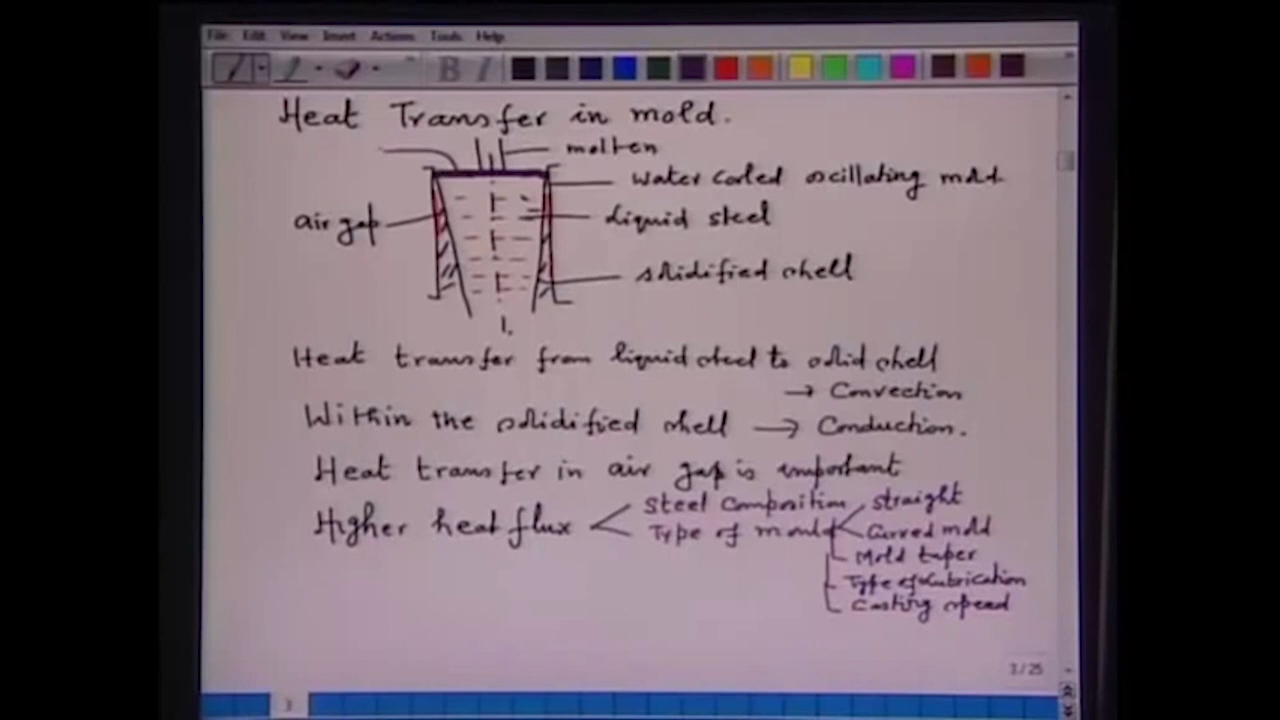 File Edit View Insert Actions Tools Help
B I
Heat Transfer in mold.
molten
water cooled oscillating mold
air gap
liquid steel
solidified shell
Heat transfer from liquid steel to solid shell
→ Convection
Within the solidified shell → Conduction.
Heat transfer in air gap is important
Higher heat flux
Steel Composition
straight
Type of mould
Curved mold
Mold taper
Type of Lubrication
Casting speed
3/25
3